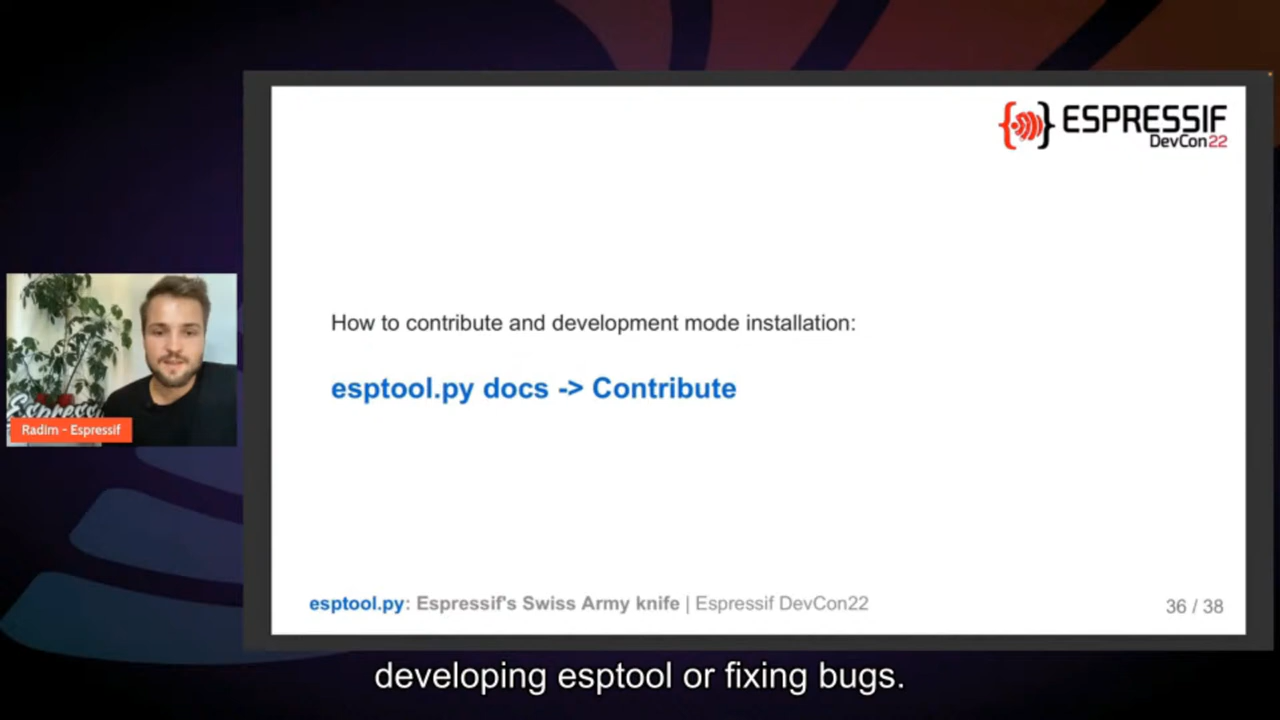 ESPRESSIF
DevCon22
How to contribute and development mode installation:
esptool.py docs -> Contribute
Espress
Radim - Espressif
esptool.py: Espressif's Swiss Army knife | Espressif DevCon22
36 / 38
developing esptool or fixing bugs.